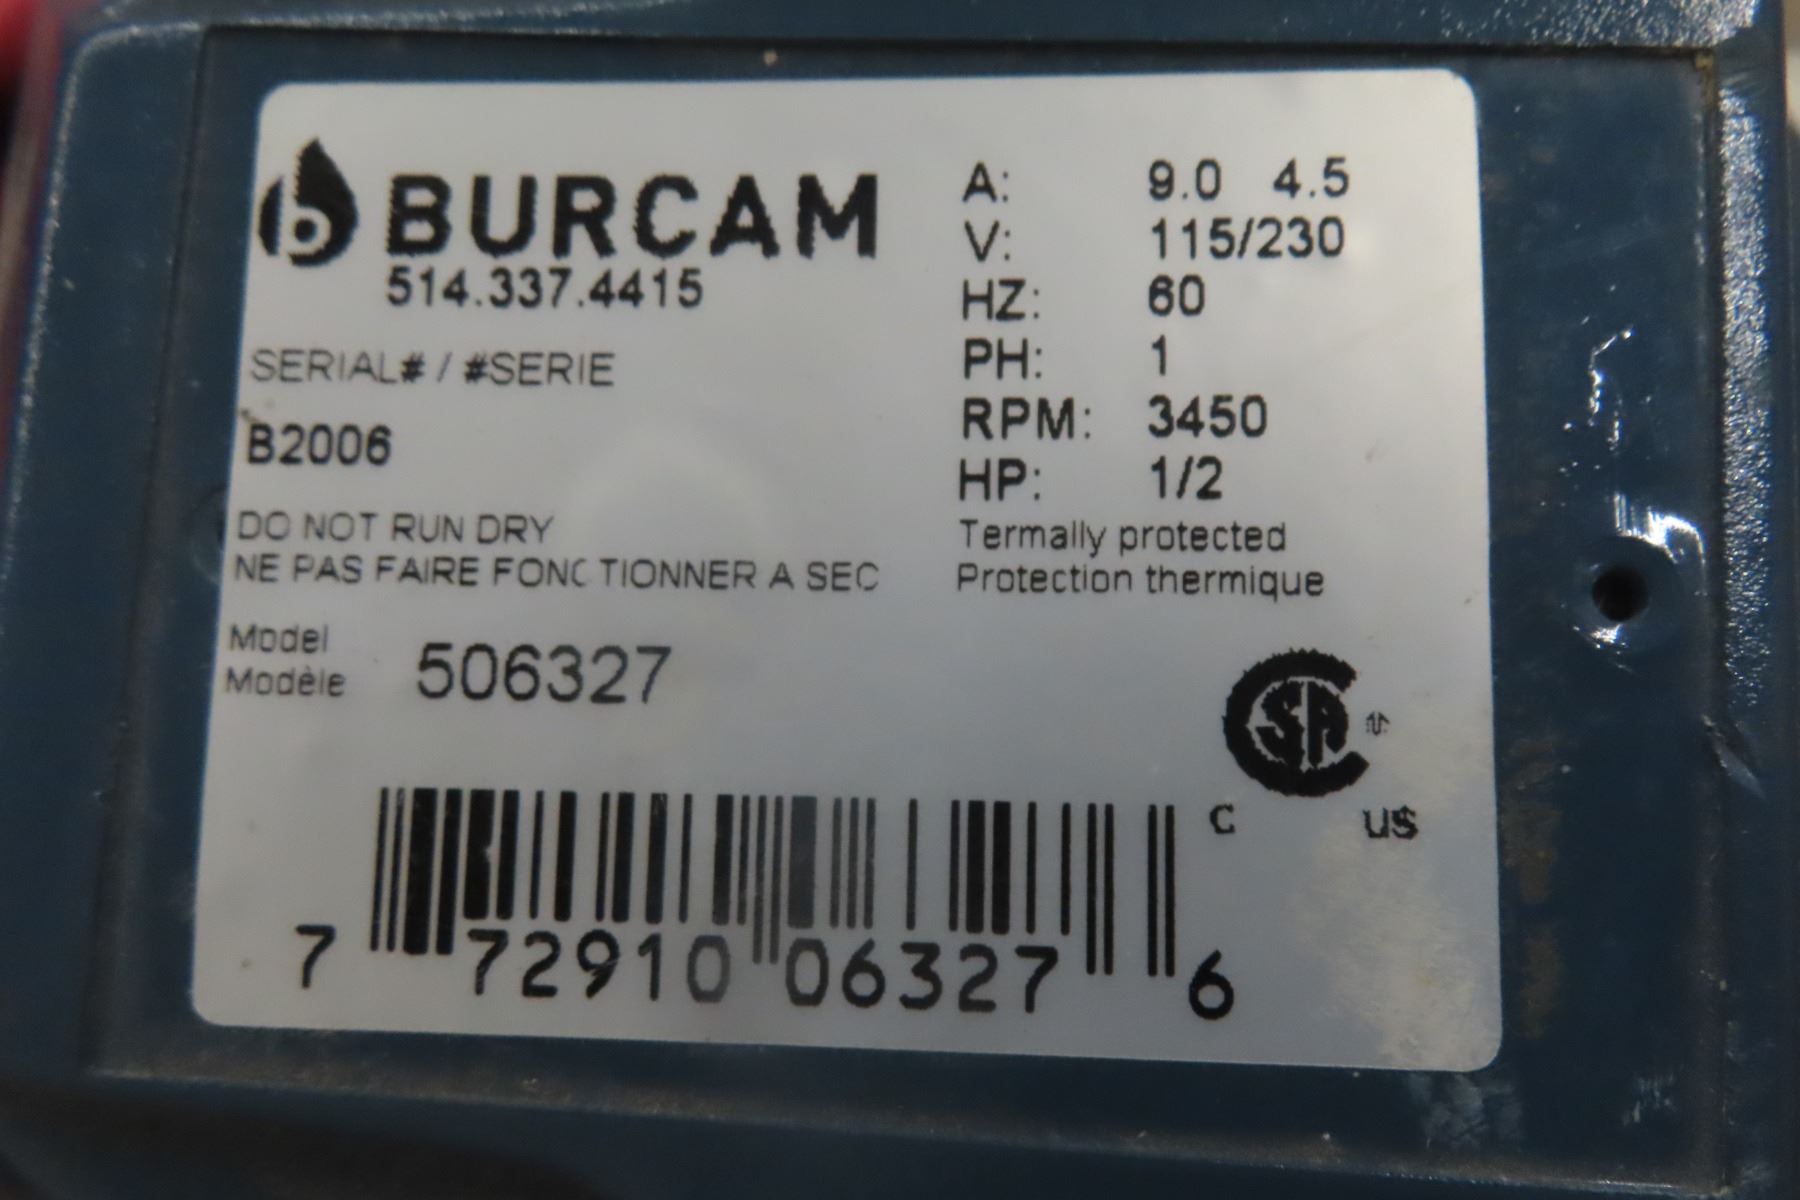 BURCAM
514.337.4415
SERIAL# / #SERIE
B2006
DO NOT RUN DRY
NE PAS FAIRE FONCTIONNER A SEC
Model
Modèle 506327
A: 9.0 4.5
V: 115/230
HZ: 60
PH: 1
RPM: 3450
HP: 1/2
Termally protected
Protection thermique
CSA
C US
7 72910 06327 6